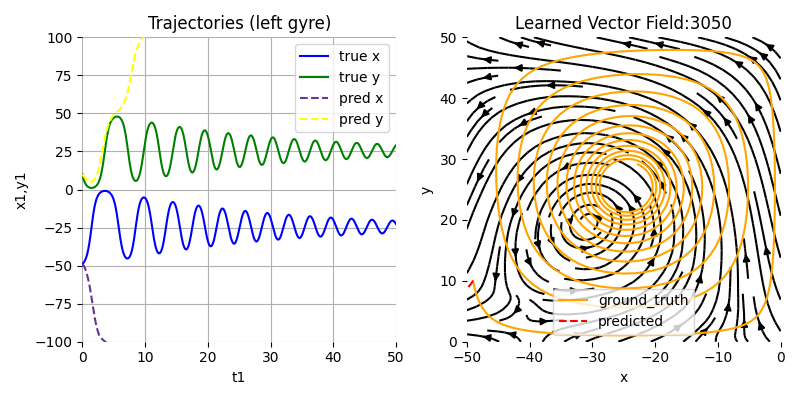 Trajectories (left gyre)
x1,y1
100
75
50
25
0
−25
−50
−75
−100
0
10
20
30
40
50
t1
true x
true y
pred x
pred y
Learned Vector Field:3050
y
50
40
30
20
10
0
−50
−40
−30
−20
−10
0
x
ground_truth
predicted